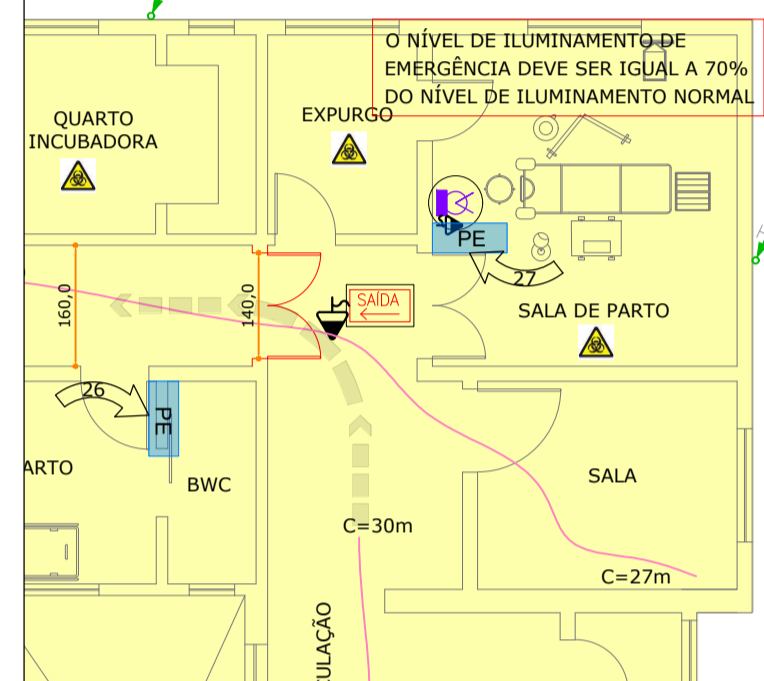 O NÍVEL DE ILUMINAMENTO DE
EMERGÊNCIA DEVE SER IGUAL A 70%
DO NÍVEL DE ILUMINAMENTO NORMAL
QUARTO
INCUBADORA
EXPURGO
PE
27
SALA DE PARTO
160,0
140,0
SAÍDA
26
PE
ARTO
BWC
SALA
C=30m
C=27m
ULAÇÃO